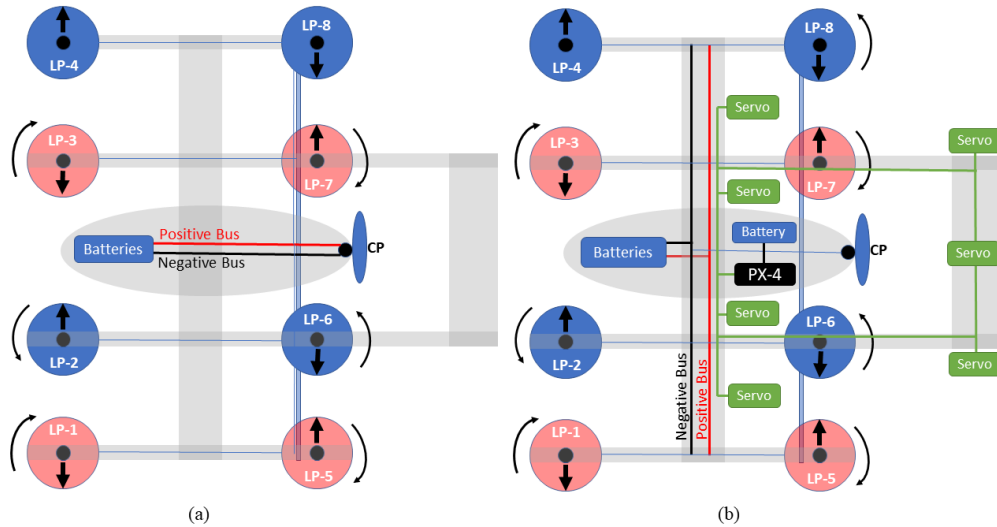 LP-4
LP-8
LP-3
LP-7
Positive Bus
Batteries
Negative Bus
CP
LP-6
LP-2
LP-1
LP-5
(a)
LP-8
LP-4
Servo
Servo
LP-3
LP-7
Servo
Battery
CP
Batteries
Servo
PX-4
Servo
LP-6
LP-2
Servo
Negative Bus
Positive Bus
Servo
LP-1
LP-5
(b)